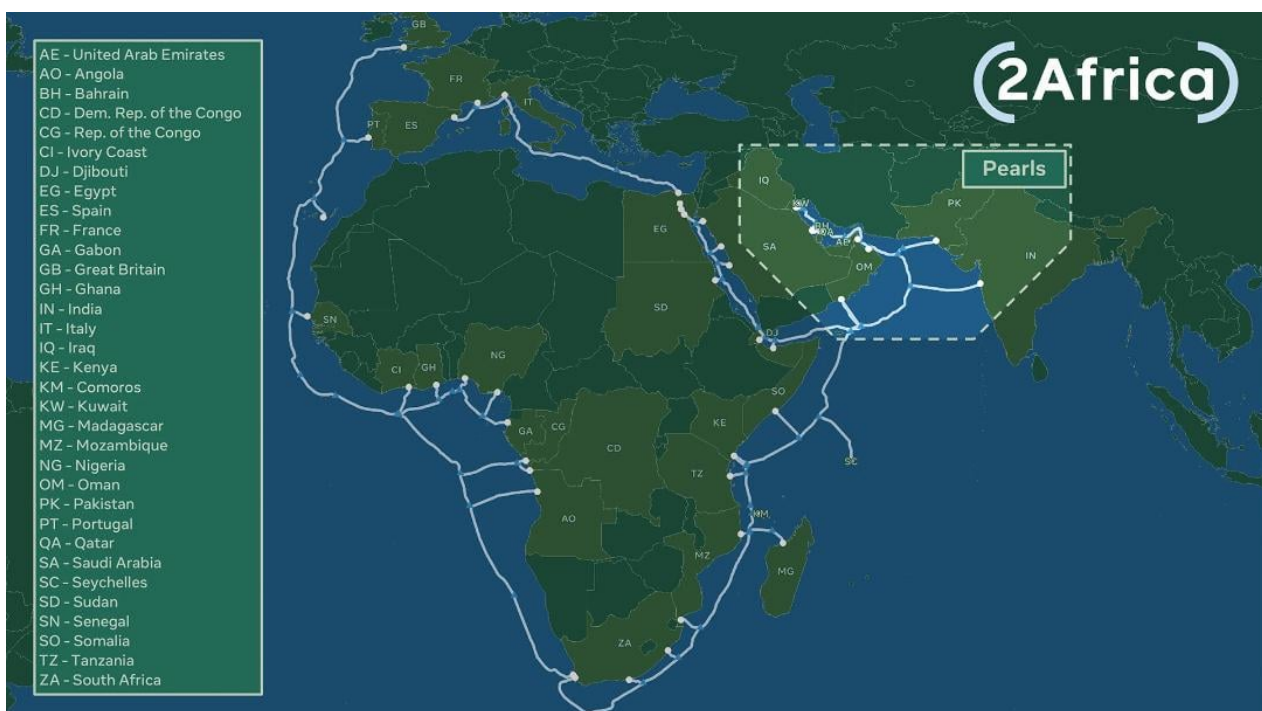 AE - United Arab Emirates
AO - Angola
BH - Bahrain
CD - Dem. Rep. of the Congo
CG - Rep. of the Congo
CI - Ivory Coast
DJ - Djibouti
EG - Egypt
ES - Spain
FR - France
GA - Gabon
GB - Great Britain
GH - Ghana
IN - India
IT - Italy
IQ - Iraq
KE - Kenya
KM - Comoros
KW - Kuwait
MG - Madagascar
MZ - Mozambique
NG - Nigeria
OM - Oman
PK - Pakistan
PT - Portugal
QA - Qatar
SA - Saudi Arabia
SC - Seychelles
SD - Sudan
SN - Senegal
SO - Somalia
TZ - Tanzania
ZA - South Africa
(2Africa)
Pearls
GB
FR
IT
PT
ES
IQ
KW
PK
BH
QA
AE
SA
EG
OM
IN
SD
SN
DJ
NG
CI
GH
SO
KE
GA
CG
CD
SC
TZ
KM
AO
MZ
MG
ZA